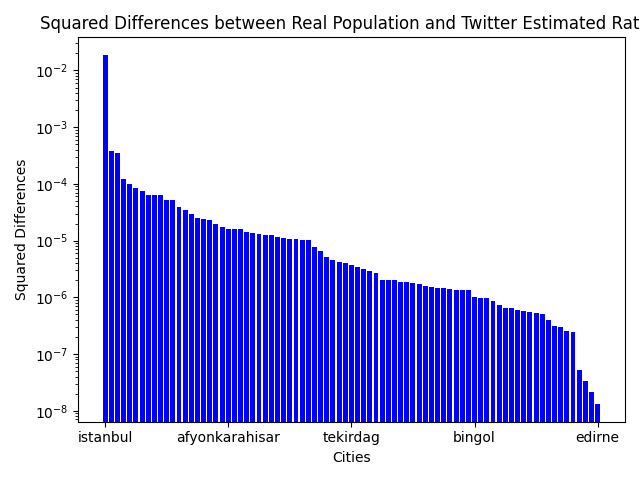 Squared Differences between Real Population and Twitter Estimated Rat
10⁻²
10⁻³
10⁻⁴
10⁻⁵
10⁻⁶
10⁻⁷
10⁻⁸
Squared Differences
istanbul afyonkarahisar tekirdag bingol edirne
Cities